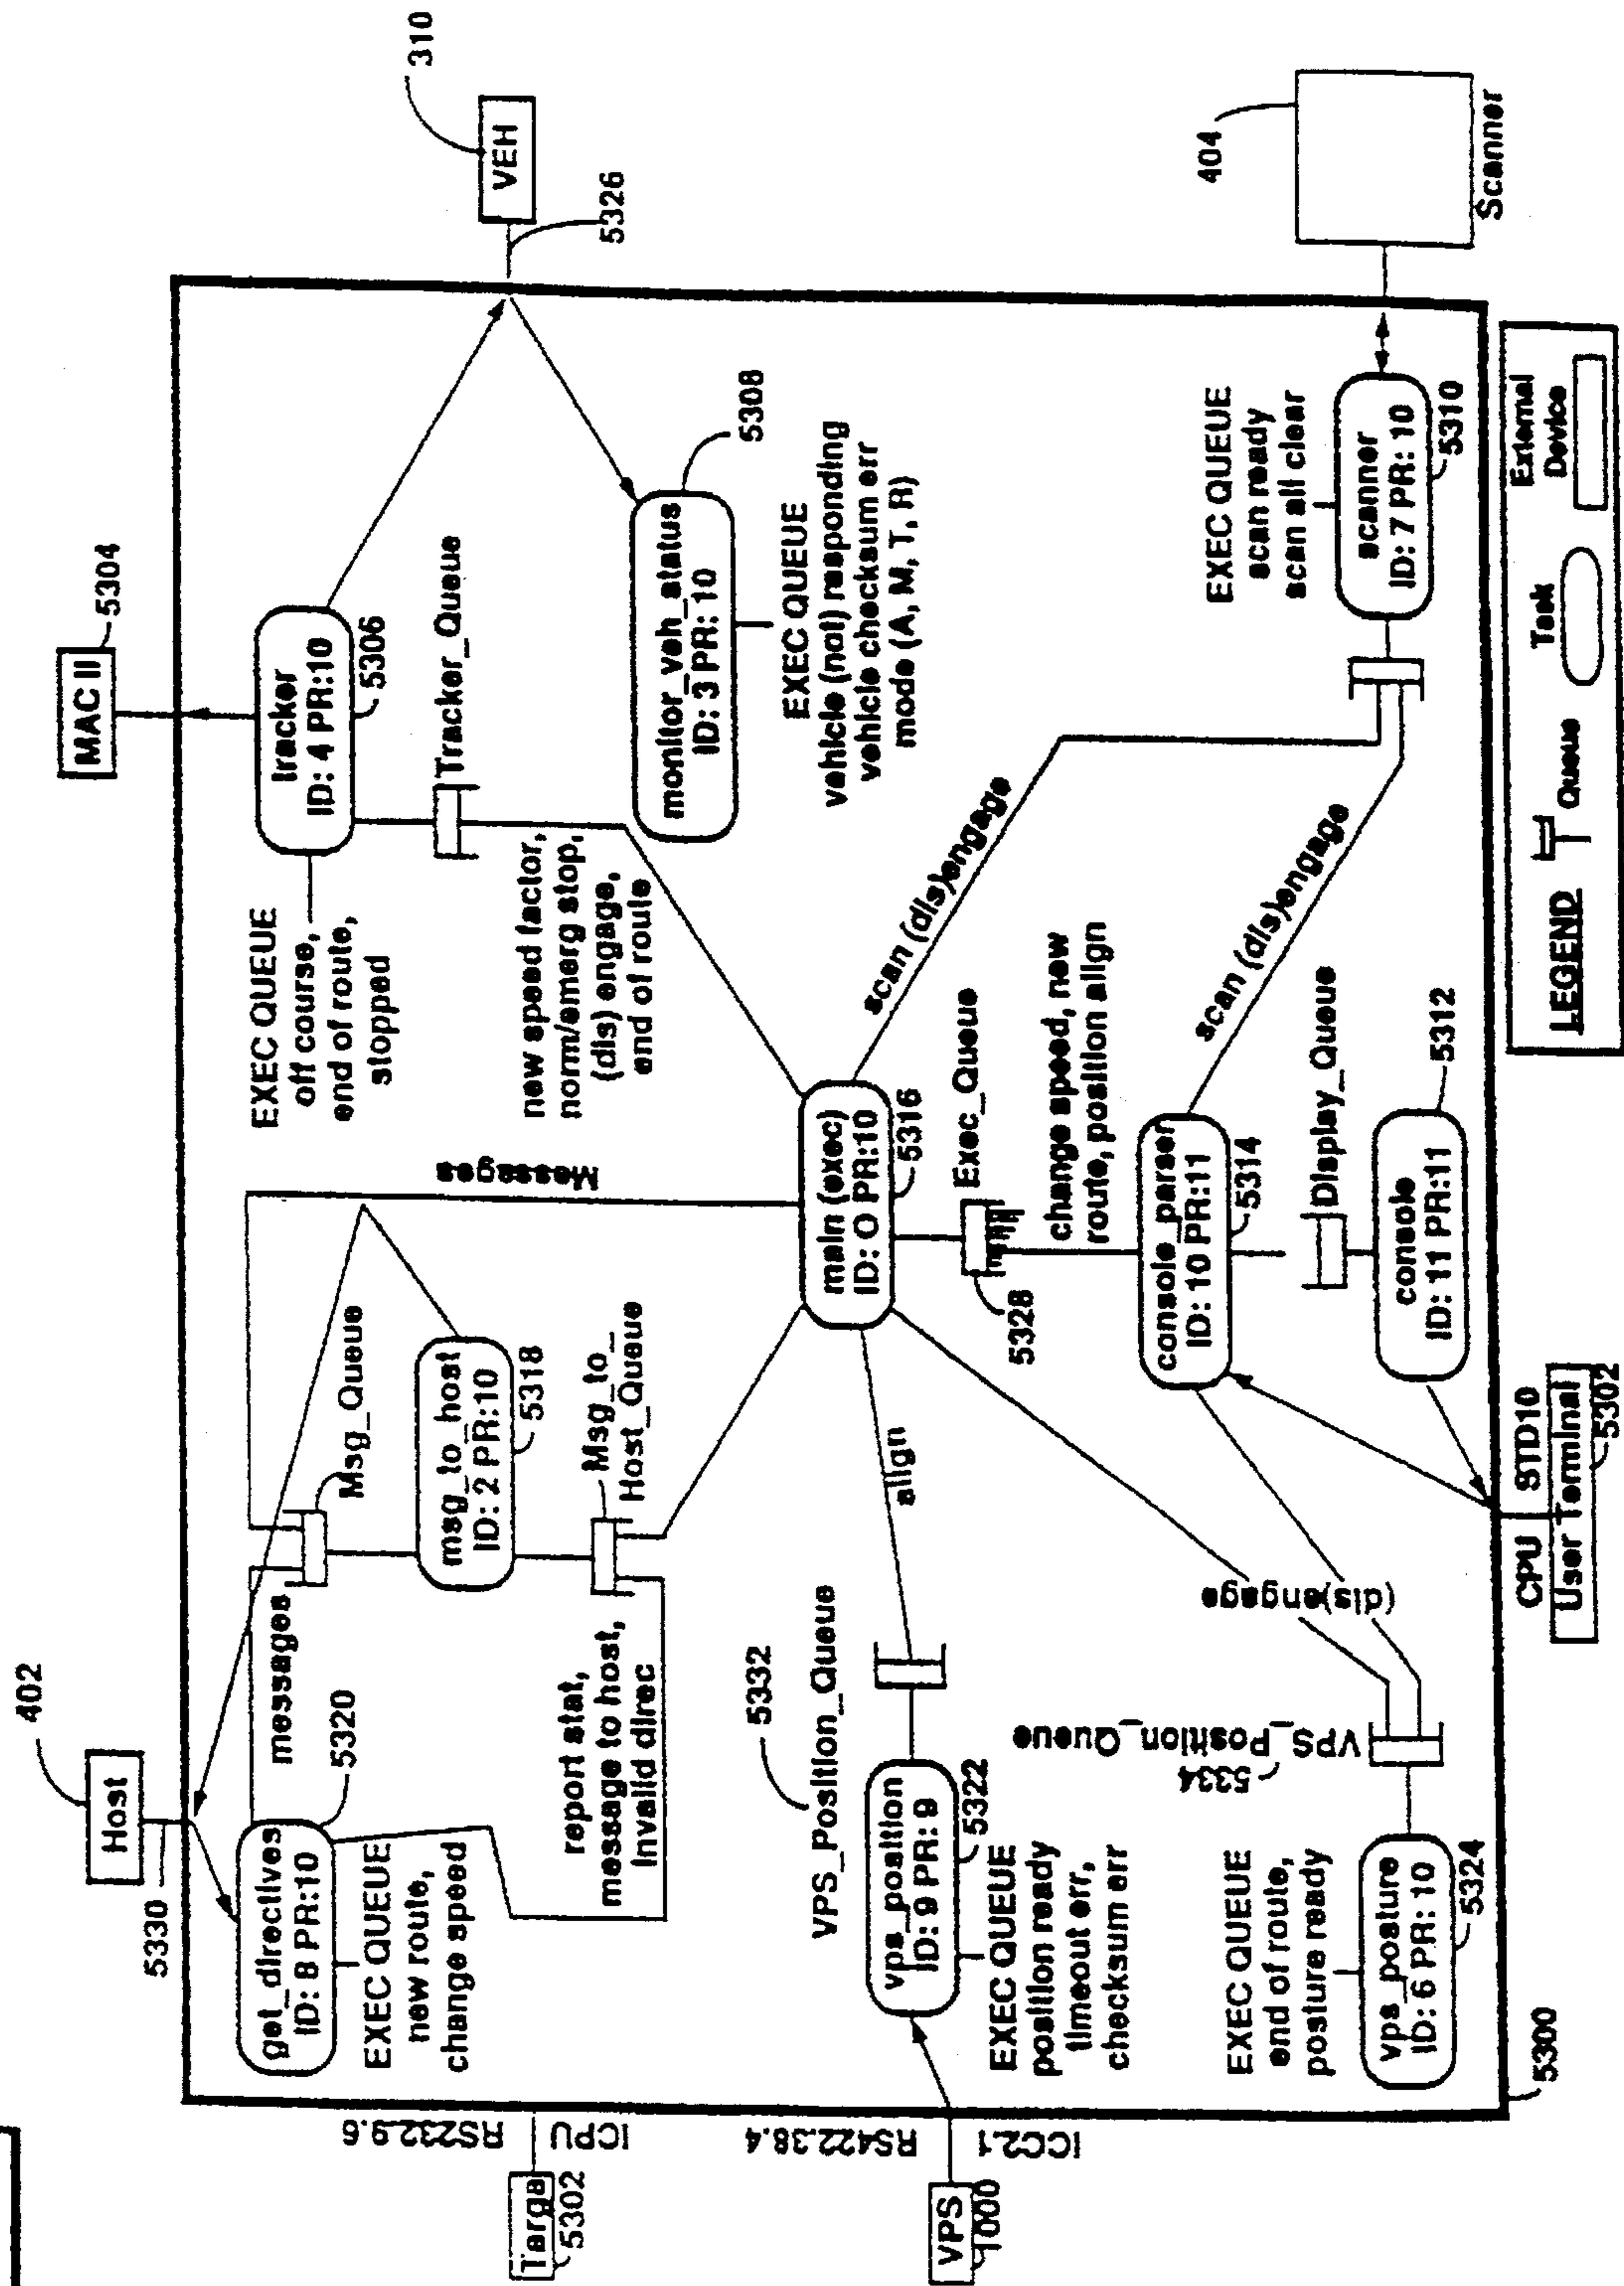 402
Host
5330
MAC II
5304
310
VEH
5326
get_directives
ID: 8 PR:10
5320
EXEC QUEUE
new route,
change speed
messages
Msg_Queue
msg_to_host
ID: 2 PR:10
5318
Msg_to_
Host_Queue
report stat,
message to host,
invalid direc
Messages
EXEC QUEUE
off course,
end of route,
stopped
tracker
ID: 4 PR:10
5306
Tracker_Queue
new speed factor,
norm/emerg stop,
(dis) engage,
end of route
monitor_veh_status
ID: 3 PR: 10
5308
EXEC QUEUE
vehicle (not) responding
vehicle checksum err
mode (A, M, T, R)
Targa
5302
RS232.9.6
ICPU
VPS
1000
RS422.38.4
ICC2.1
5332
VPS_Position_Queue
vps_position
ID: 9 PR: 9
5322
EXEC QUEUE
position ready
timeout err,
checksum err
align
main (exec)
ID: O PR:10
5316
Exec_Queue
5328
change speed, new
route, position align
scan (dis)engage
scan (dis)engage
console_parser
ID: 10 PR:11
5314
Display_Queue
console
ID: 11 PR:11
5312
(dis)engage
VPS_Position_Queue
5334
EXEC QUEUE
end of route,
posture ready
vps_posture
ID: 6 PR: 10
5324
EXEC QUEUE
scan ready
scan all clear
scanner
ID: 7 PR: 10
5310
404
Scanner
5300
CPU STD10
User Terminal
5302
LEGEND
Queue
Task
External
Device